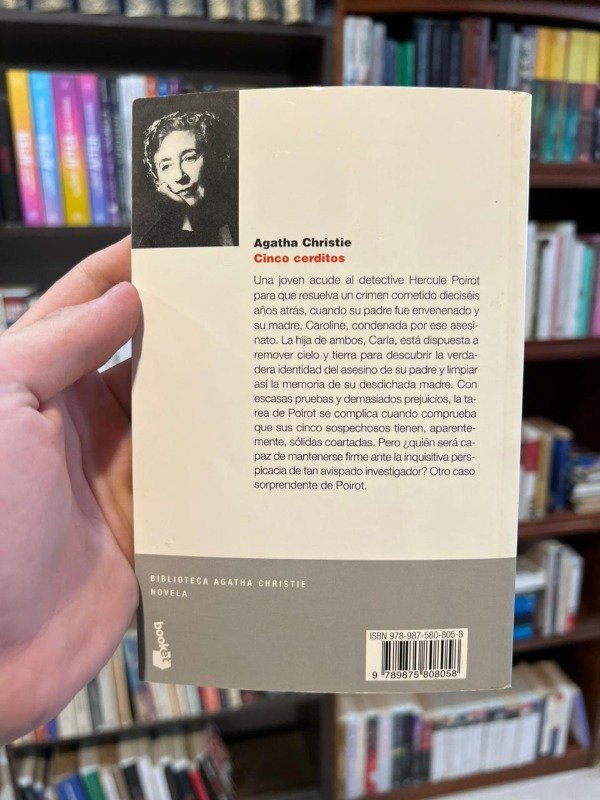 Agatha Christie
Cinco cerditos
Una joven acude al detective Hercule Poirot
para que resuelva un crimen cometido dieciséis
años atrás, cuando su padre fue envenenado y
su madre, Caroline, condenada por ese asesi-
nato. La hija de ambos, Carla, está dispuesta a
remover cielo y tierra para descubrir la verda-
dera identidad del asesino de su padre y limpiar
así la memoria de su desdichada madre. Con
escasas pruebas y demasiados prejuicios, la ta-
rea de Poirot se complica cuando comprueba
que sus cinco sospechosos tienen, aparente-
mente, sólidas coartadas. Pero ¿quién será ca-
paz de mantenerse firme ante la inquisitiva pers-
picacia de tan avispado investigador? Otro caso
sorprendente de Poirot.
BIBLIOTECA AGATHA CHRISTIE
NOVELA
booket
ISBN 978-987-580-805-8
9 789875 808058